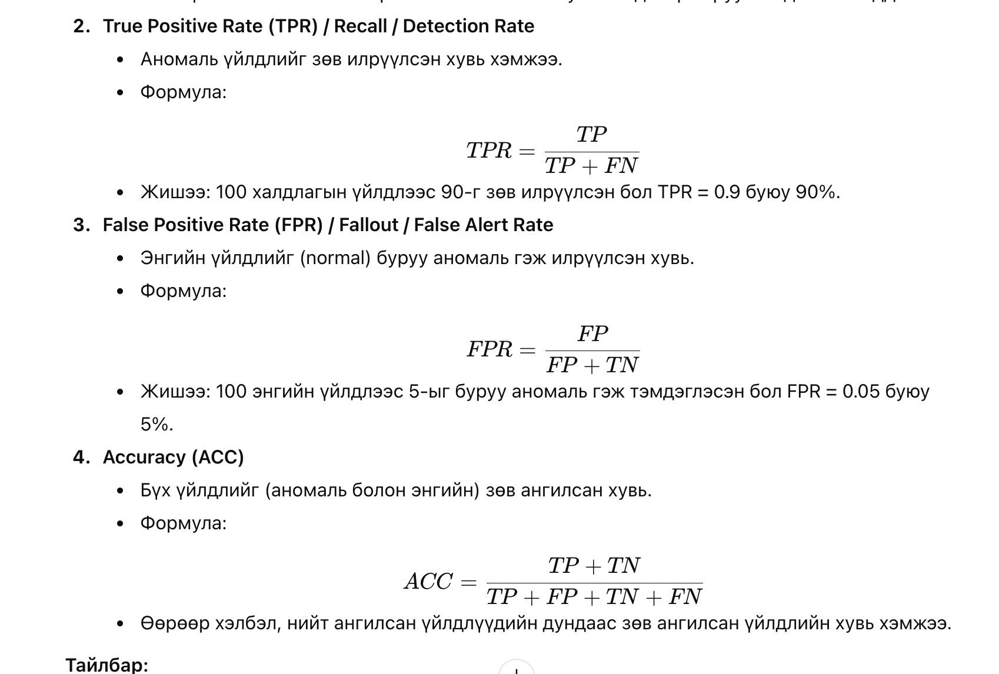 2. True Positive Rate (TPR) / Recall / Detection Rate
• Аномаль үйлдлийг зөв илрүүлсэн хувь хэмжээ.
• Формула:
TPR = TP / (TP + FN)
• Жишээ: 100 халдлагын үйлдлээс 90-г зөв илрүүлсэн бол TPR = 0.9 буюу 90%.
3. False Positive Rate (FPR) / Fallout / False Alert Rate
• Энгийн үйлдлийг (normal) буруу аномаль гэж илрүүлсэн хувь.
• Формула:
FPR = FP / (FP + TN)
• Жишээ: 100 энгийн үйлдлээс 5-ыг буруу аномаль гэж тэмдэглэсэн бол FPR = 0.05 буюу
5%.
4. Accuracy (ACC)
• Бүх үйлдлийг (аномаль болон энгийн) зөв ангилсан хувь.
• Формула:
ACC = (TP + TN) / (TP + FP + TN + FN)
• Өөрөөр хэлбэл, нийт ангилсан үйлдлүүдийн дундаас зөв ангилсан үйлдлийн хувь хэмжээ.
Тайлбар: